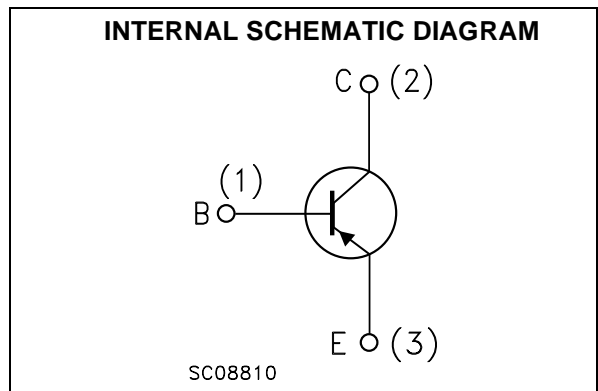 INTERNAL SCHEMATIC DIAGRAM
C (2)
(1)
B
E (3)
SC08810